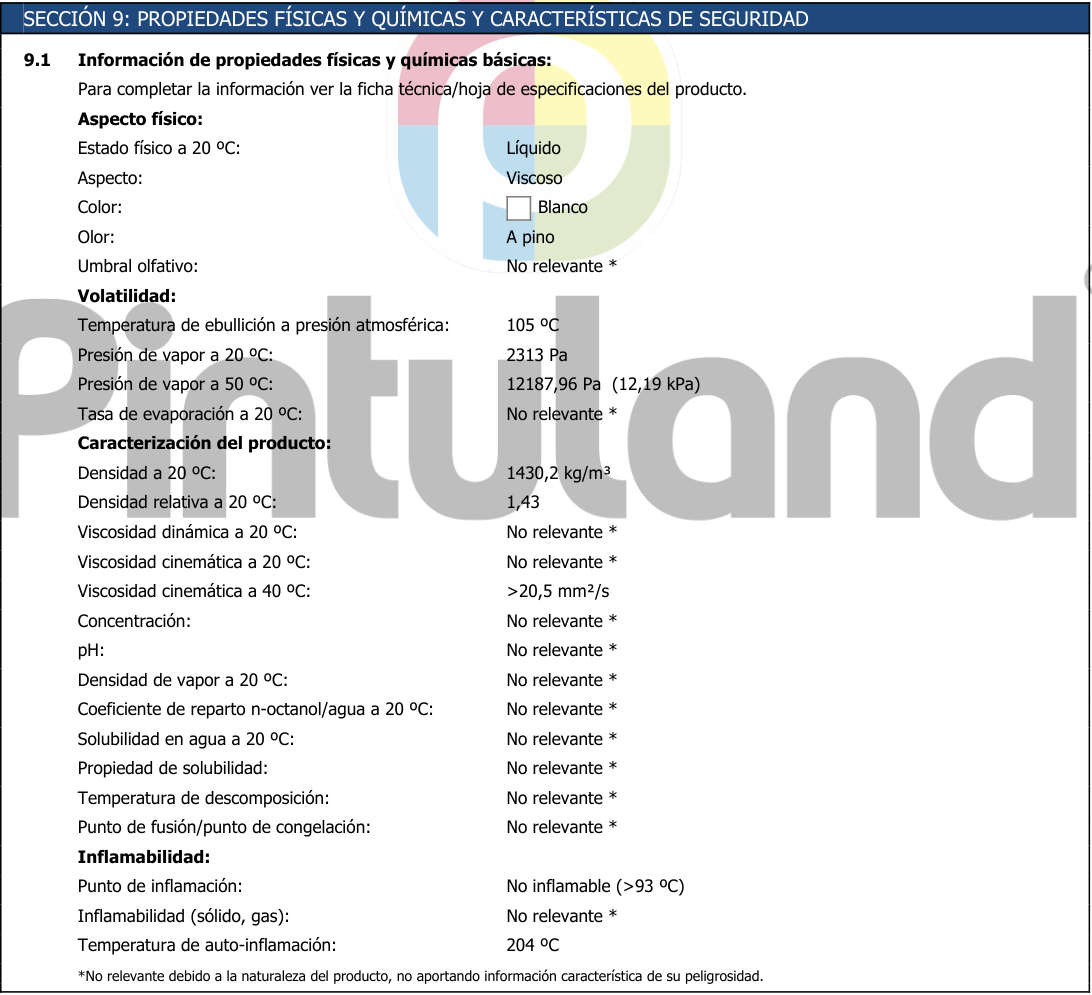 SECCIÓN 9: PROPIEDADES FÍSICAS Y QUÍMICAS Y CARACTERÍSTICAS DE SEGURIDAD
9.1 Información de propiedades físicas y químicas básicas:
Para completar la información ver la ficha técnica/hoja de especificaciones del producto.
Aspecto físico:
Estado físico a 20 ºC: Líquido
Aspecto: Viscoso
Color: Blanco
Olor: A pino
Umbral olfativo: No relevante *
Volatilidad:
Temperatura de ebullición a presión atmosférica: 105 ºC
Presión de vapor a 20 ºC: 2313 Pa
Presión de vapor a 50 ºC: 12187,96 Pa (12,19 kPa)
Tasa de evaporación a 20 ºC: No relevante *
Pintuland
Caracterización del producto:
Densidad a 20 ºC: 1430,2 kg/m³
Densidad relativa a 20 ºC: 1,43
Viscosidad dinámica a 20 ºC: No relevante *
Viscosidad cinemática a 20 ºC: No relevante *
Viscosidad cinemática a 40 ºC: >20,5 mm²/s
Concentración: No relevante *
pH: No relevante *
Densidad de vapor a 20 ºC: No relevante *
Coeficiente de reparto n-octanol/agua a 20 ºC: No relevante *
Solubilidad en agua a 20 ºC: No relevante *
Propiedad de solubilidad: No relevante *
Temperatura de descomposición: No relevante *
Punto de fusión/punto de congelación: No relevante *
Inflamabilidad:
Punto de inflamación: No inflamable (>93 ºC)
Inflamabilidad (sólido, gas): No relevante *
Temperatura de auto-inflamación: 204 ºC
*No relevante debido a la naturaleza del producto, no aportando información característica de su peligrosidad.